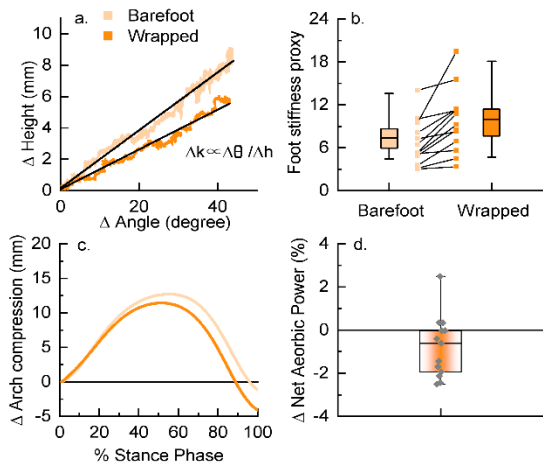 a.
Barefoot
Wrapped
Δ Height (mm)
10
8
6
4
2
0
0
20
40
Δ Angle (degree)
Δk∝Δθ /Δh
b.
Foot stiffness proxy
24
18
12
6
0
Barefoot
Wrapped
c.
Δ Arch compression (mm)
20
15
10
5
0
-5
0
20
40
60
80
100
% Stance Phase
d.
Δ Net Aeorbic Power (%)
4
2
0
-2
-4